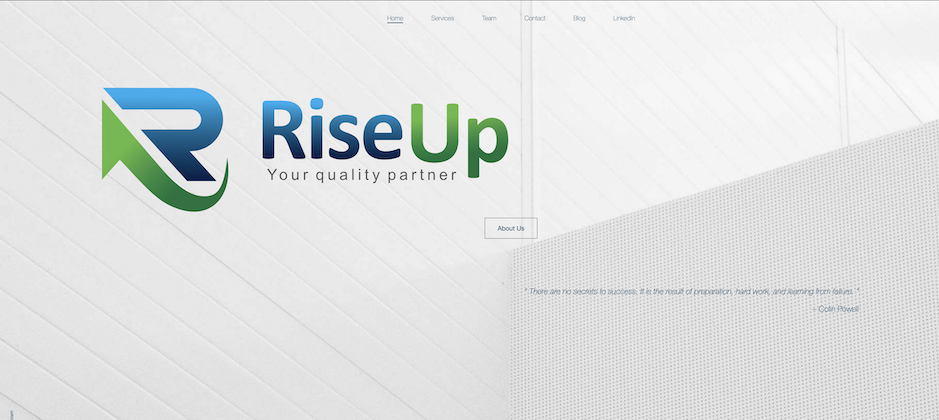 Home Services Team Contact Blog LinkedIn
RiseUp
Your quality partner
About Us
" There are no secrets to success. It is the result of preparation, hard work, and learning from failure. "
– Colin Powell